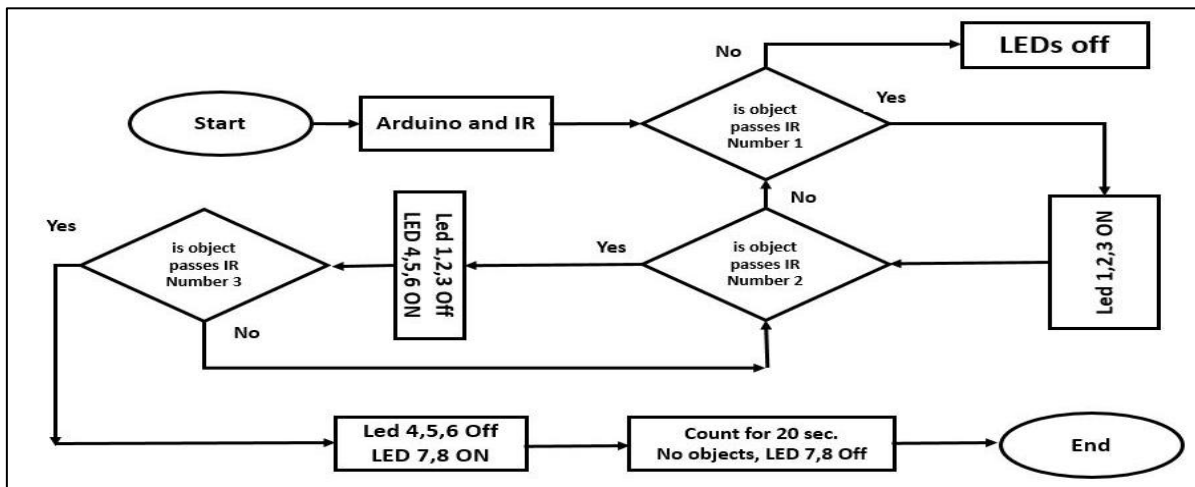 No
LEDs off
Start
Arduino and IR
is object
passes IR
Number 1
Yes
Led 1,2,3 ON
No
is object
passes IR
Number 2
Yes
Led 1,2,3 Off
LED 4,5,6 ON
is object
passes IR
Number 3
Yes
No
Led 4,5,6 Off
LED 7,8 ON
Count for 20 sec.
No objects, LED 7,8 Off
End